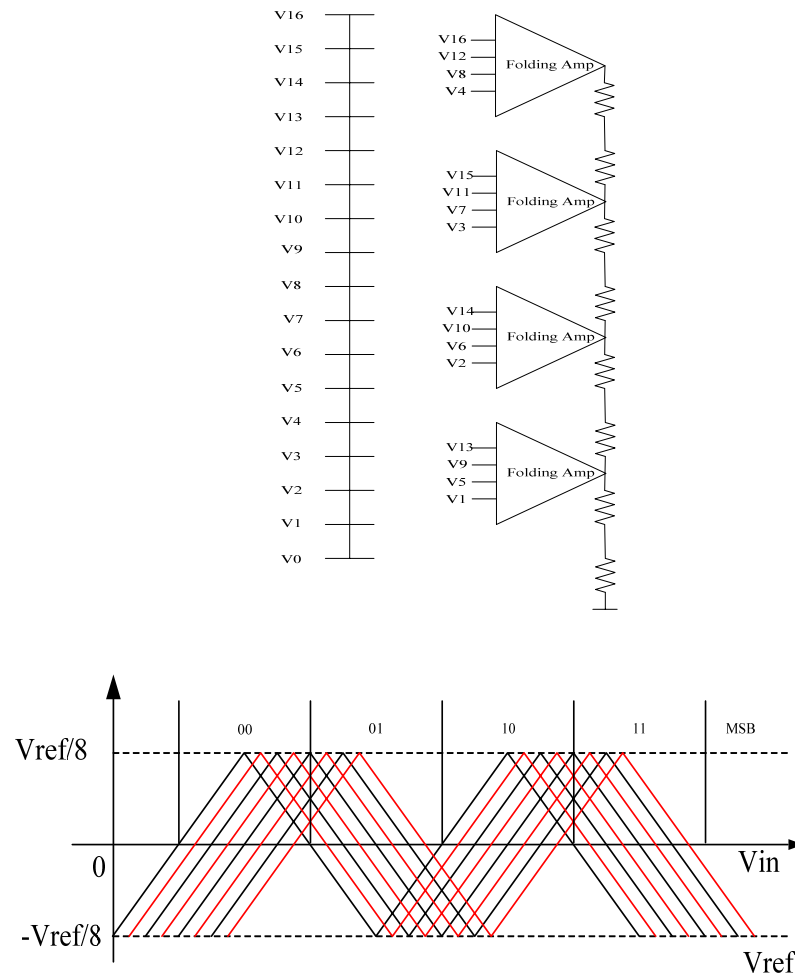 V16
V15
V14
V13
V12
V11
V10
V9
V8
V7
V6
V5
V4
V3
V2
V1
V0
V16
V12
V8
V4
Folding Amp
V15
V11
V7
V3
Folding Amp
V14
V10
V6
V2
Folding Amp
V13
V9
V5
V1
Folding Amp
00
01
10
11
MSB
Vref/8
0
Vin
-Vref/8
Vref